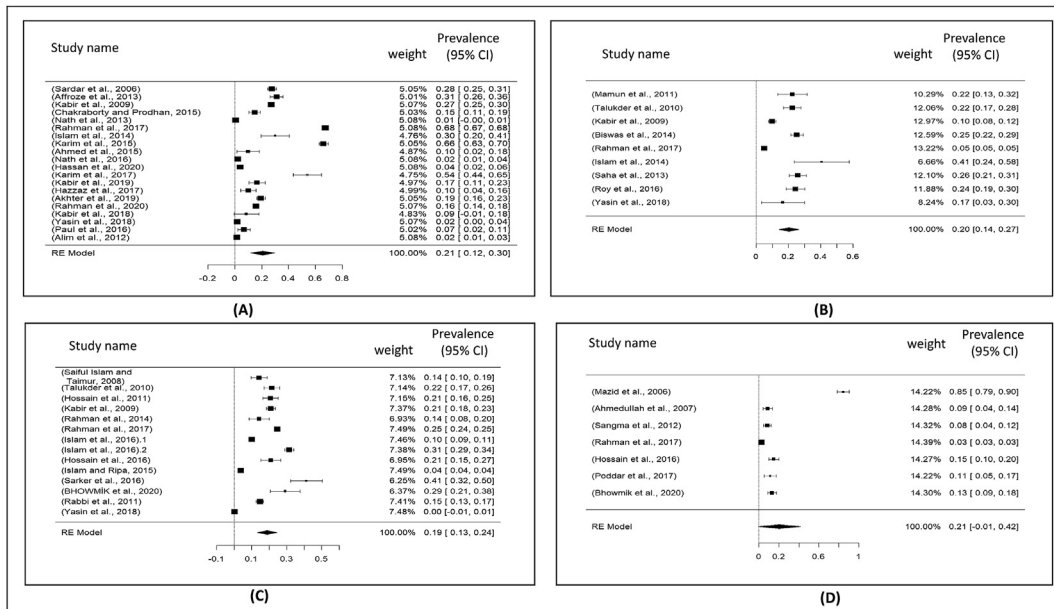 Study name weight Prevalence
(95% CI)
(Sardar et al., 2006) 5.05% 0.28 [ 0.25, 0.31]
(Affroze et al., 2013) 5.01% 0.31 [ 0.26, 0.36]
(Kabir et al., 2009) 5.07% 0.27 [ 0.25, 0.30]
(Chakraborty and Prodhan, 2015) 5.03% 0.15 [ 0.11, 0.19]
(Nath et al., 2013) 5.08% 0.01 [-0.00, 0.01]
(Rahman et al., 2017) 5.08% 0.68 [ 0.67, 0.68]
(Islam et al., 2014) 4.76% 0.30 [ 0.20, 0.41]
(Karim et al., 2015) 5.05% 0.66 [ 0.63, 0.70]
(Ahmed et al., 2015) 4.87% 0.10 [ 0.02, 0.18]
(Nath et al., 2016) 5.08% 0.02 [ 0.01, 0.04]
(Hassan et al., 2020) 5.08% 0.04 [ 0.02, 0.06]
(Karim et al., 2017) 4.75% 0.54 [ 0.44, 0.65]
(Kabir et al., 2019) 4.97% 0.17 [ 0.11, 0.23]
(Hazzaz et al., 2017) 4.99% 0.10 [ 0.04, 0.16]
(Akhter et al., 2019) 5.05% 0.19 [ 0.16, 0.23]
(Rahman et al., 2020) 5.07% 0.16 [ 0.14, 0.18]
(Kabir et al., 2018) 4.83% 0.09 [-0.01, 0.18]
(Yasin et al., 2018) 5.07% 0.02 [ 0.00, 0.04]
(Paul et al., 2016) 5.02% 0.07 [ 0.02, 0.11]
(Alim et al., 2012) 5.08% 0.02 [ 0.01, 0.03]
RE Model 100.00% 0.21 [ 0.12, 0.30]
-0.2 0 0.2 0.4 0.6 0.8
(A)
Study name weight Prevalence
(95% CI)
(Mamun et al., 2011) 10.29% 0.22 [0.13, 0.32]
(Talukder et al., 2010) 12.06% 0.22 [0.17, 0.28]
(Kabir et al., 2009) 12.97% 0.10 [0.08, 0.12]
(Biswas et al., 2014) 12.59% 0.25 [0.22, 0.29]
(Rahman et al., 2017) 13.22% 0.05 [0.05, 0.05]
(Islam et al., 2014) 6.66% 0.41 [0.24, 0.58]
(Saha et al., 2013) 12.10% 0.26 [0.21, 0.31]
(Roy et al., 2016) 11.88% 0.24 [0.19, 0.30]
(Yasin et al., 2018) 8.24% 0.17 [0.03, 0.30]
RE Model 100.00% 0.20 [0.14, 0.27]
0 0.2 0.4 0.6
(B)
Study name weight Prevalence
(95% CI)
(Saiful Islam and
Taimur, 2008) 7.13% 0.14 [ 0.10, 0.19]
(Talukder et al., 2010) 7.14% 0.22 [ 0.17, 0.26]
(Hossain et al., 2011) 7.15% 0.21 [ 0.16, 0.25]
(Kabir et al., 2009) 7.37% 0.21 [ 0.18, 0.23]
(Rahman et al., 2014) 6.93% 0.14 [ 0.08, 0.20]
(Rahman et al., 2017) 7.49% 0.25 [ 0.24, 0.25]
(Islam et al., 2016).1 7.46% 0.10 [ 0.09, 0.11]
(Islam et al., 2016).2 7.38% 0.31 [ 0.29, 0.34]
(Hossain et al., 2016) 6.95% 0.21 [ 0.15, 0.27]
(Islam and Ripa, 2015) 7.49% 0.04 [ 0.04, 0.04]
(Sarker et al., 2016) 6.25% 0.41 [ 0.32, 0.50]
(BHOWMİK et al., 2020) 6.37% 0.29 [ 0.21, 0.38]
(Rabbi et al., 2011) 7.41% 0.15 [ 0.13, 0.17]
(Yasin et al., 2018) 7.48% 0.00 [-0.01, 0.01]
RE Model 100.00% 0.19 [ 0.13, 0.24]
-0.1 0.1 0.3 0.5
(C)
Study name weight Prevalence
(95% CI)
(Mazid et al., 2006) 14.22% 0.85 [ 0.79, 0.90]
(Ahmedullah et al., 2007) 14.28% 0.09 [ 0.04, 0.14]
(Sangma et al., 2012) 14.32% 0.08 [ 0.04, 0.12]
(Rahman et al., 2017) 14.39% 0.03 [ 0.03, 0.03]
(Hossain et al., 2016) 14.27% 0.15 [ 0.10, 0.20]
(Poddar et al., 2017) 14.22% 0.11 [ 0.05, 0.17]
(Bhowmik et al., 2020) 14.30% 0.13 [ 0.09, 0.18]
RE Model 100.00% 0.21 [-0.01, 0.42]
0 0.2 0.4 0.6 0.8 1
(D)